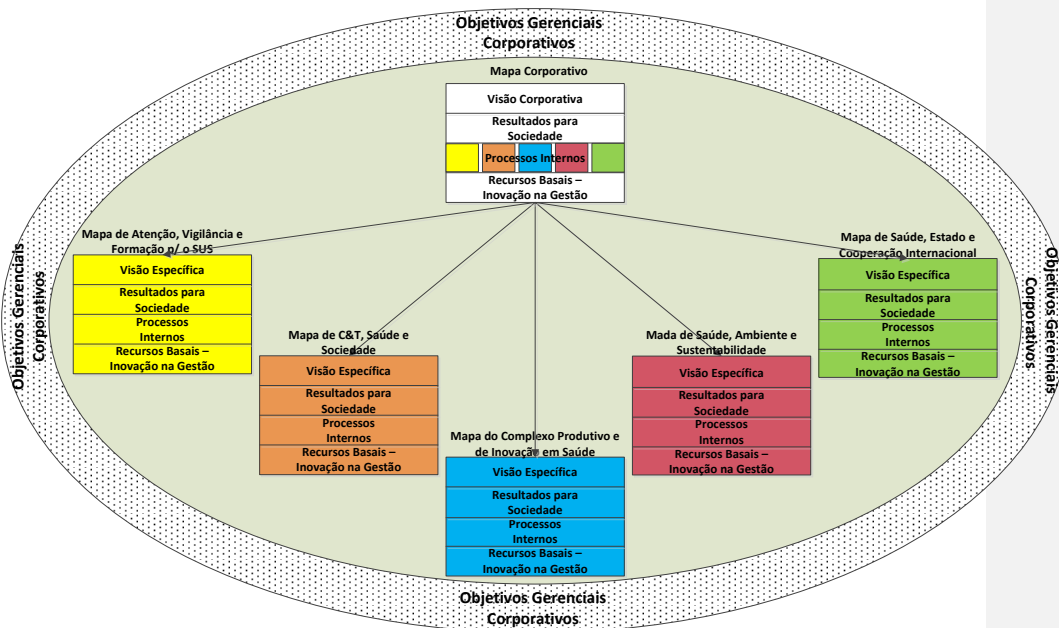 Objetivos Gerenciais
Corporativos
Mapa Corporativo
Visão Corporativa
Resultados para
Sociedade
Processos Internos
Recursos Basais –
Inovação na Gestão
Mapa de Atenção, Vigilância e
Formação p/ o SUS
Visão Específica
Resultados para
Sociedade
Processos
Internos
Recursos Basais –
Inovação na Gestão
Mapa de C&T, Saúde e
Sociedade
Visão Específica
Resultados para
Sociedade
Processos
Internos
Recursos Basais –
Inovação na Gestão
Mapa do Complexo Produtivo e
de Inovação em Saúde
Visão Específica
Resultados para
Sociedade
Processos
Internos
Recursos Basais –
Inovação na Gestão
Mada de Saúde, Ambiente e
Sustentabilidade
Visão Específica
Resultados para
Sociedade
Processos
Internos
Recursos Basais –
Inovação na Gestão
Mapa de Saúde, Estado e
Cooperação Internacional
Visão Específica
Resultados para
Sociedade
Processos
Internos
Recursos Basais –
Inovação na Gestão
Objetivos Gerenciais
Corporativos
Objetivos Gerenciais
Corporativos
Objetivos Gerenciais
Corporativos